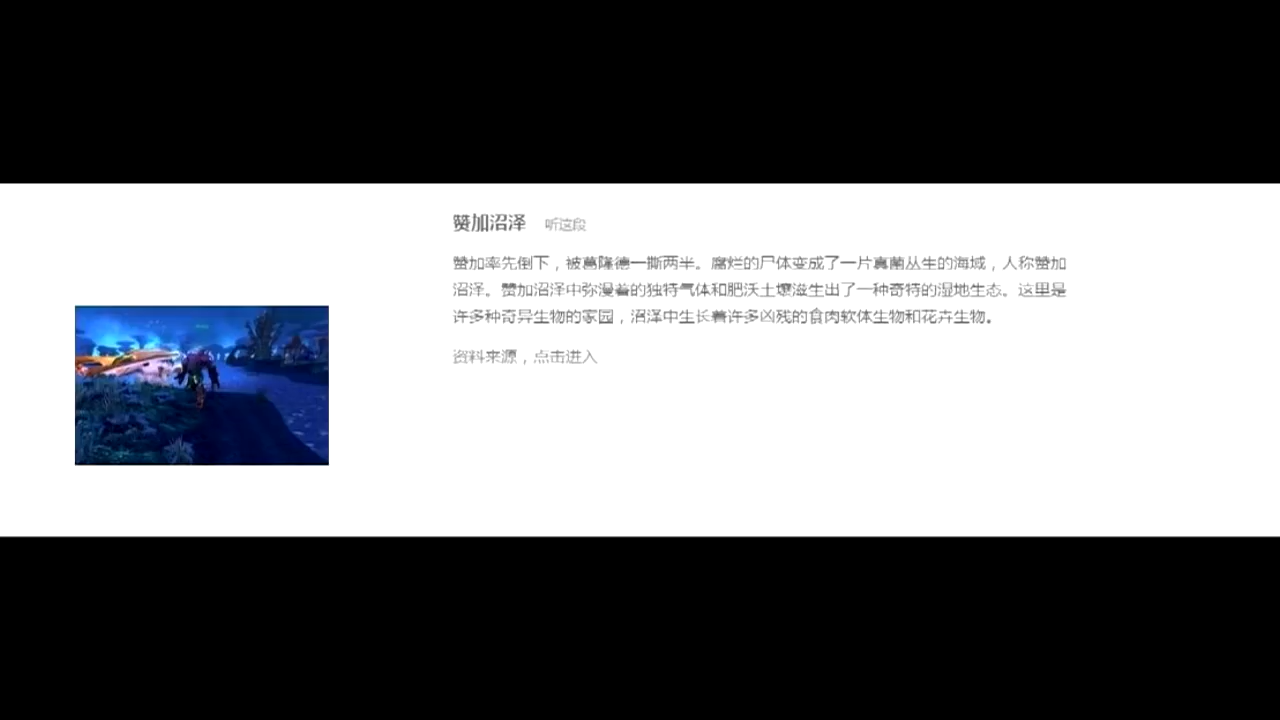 赞加沼泽 听这段
赞加率先倒下，被葛隆德一撕两半。腐烂的尸体变成了一片真菌丛生的海域，人称赞加
沼泽。赞加沼泽中弥漫着的独特气体和肥沃土壤滋生出了一种奇特的湿地生态。这里是
许多种奇异生物的家园，沼泽中生长着许多凶残的食肉软体生物和花卉生物。
资料来源，点击进入